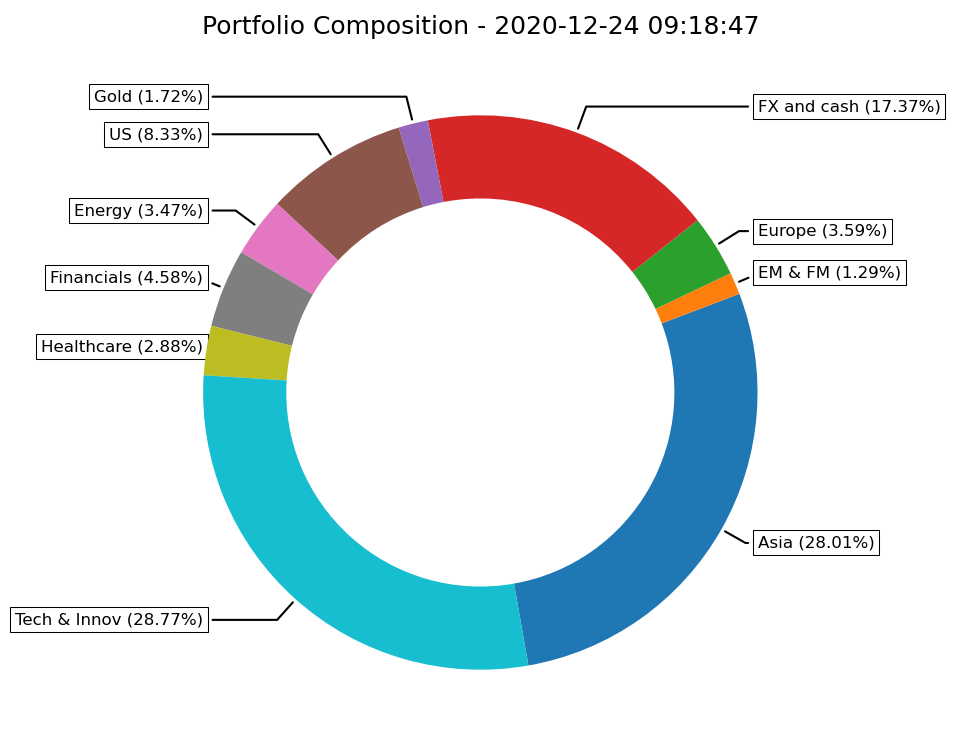 Portfolio Composition - 2020-12-24 09:18:47
Gold (1.72%)
FX and cash (17.37%)
US (8.33%)
Energy (3.47%)
Europe (3.59%)
EM & FM (1.29%)
Financials (4.58%)
Healthcare (2.88%)
Asia (28.01%)
Tech & Innov (28.77%)